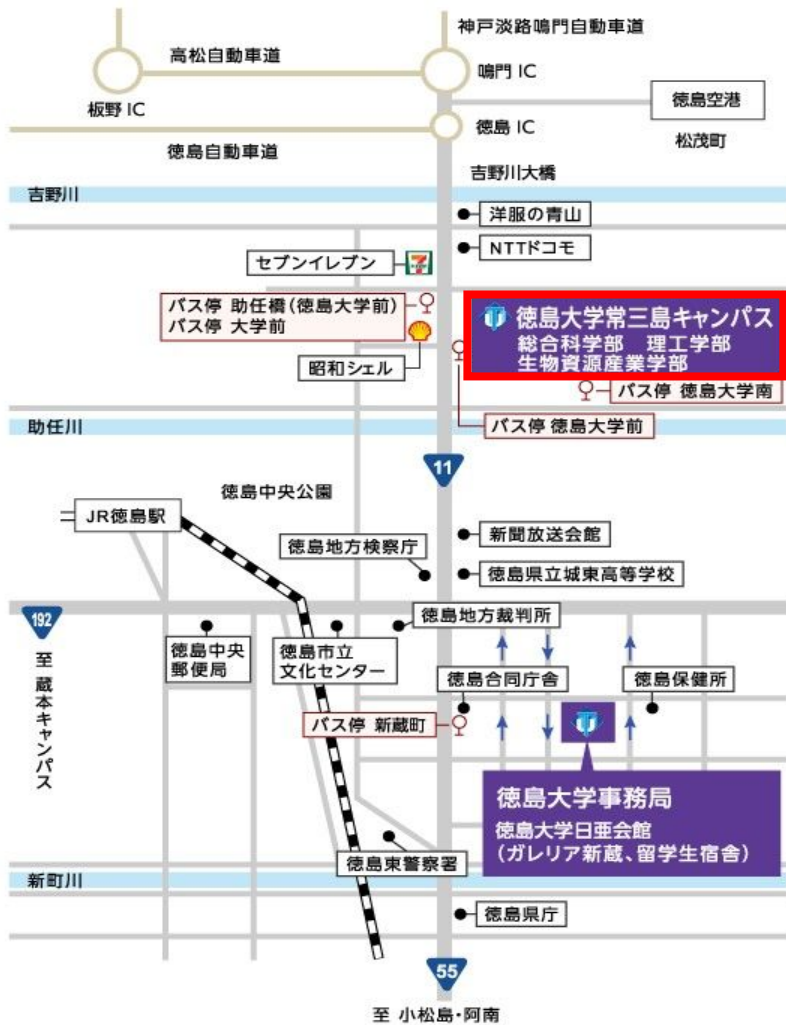 神戸淡路鳴門自動車道
高松自動車道
鳴門 IC
板野 IC
徳島空港
徳島 IC
松茂町
徳島自動車道
吉野川大橋
吉野川
洋服の青山
NTTドコモ
セブンイレブン
7
バス停 助任橋(徳島大学前)
バス停 大学前
徳島大学常三島キャンパス
総合科学部 理工学部
生物資源産業学部
昭和シェル
バス停 徳島大学南
バス停 徳島大学前
助任川
11
徳島中央公園
JR徳島駅
新聞放送会館
徳島地方検察庁
徳島県立城東高等学校
192
徳島地方裁判所
徳島中央
郵便局
徳島市立
文化センター
至 蔵本キャンパス
徳島合同庁舎
徳島保健所
バス停 新蔵町
徳島大学事務局
徳島大学日亜会館
(ガレリア新蔵、留学生宿舎)
徳島東警察署
新町川
徳島県庁
55
至 小松島・阿南